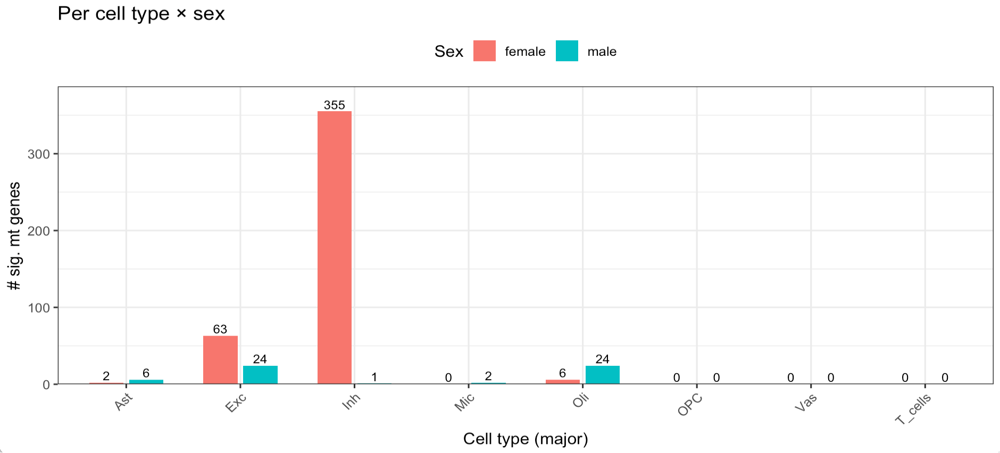 Per cell type × sex
Sex female male
355
300
200
# sig. mt genes
100
63
24
24
2 6 1 0 2 6 0 0 0 0 0 0
0
Ast Exc Inh Mic Oli OPC Vas T_cells
Cell type (major)